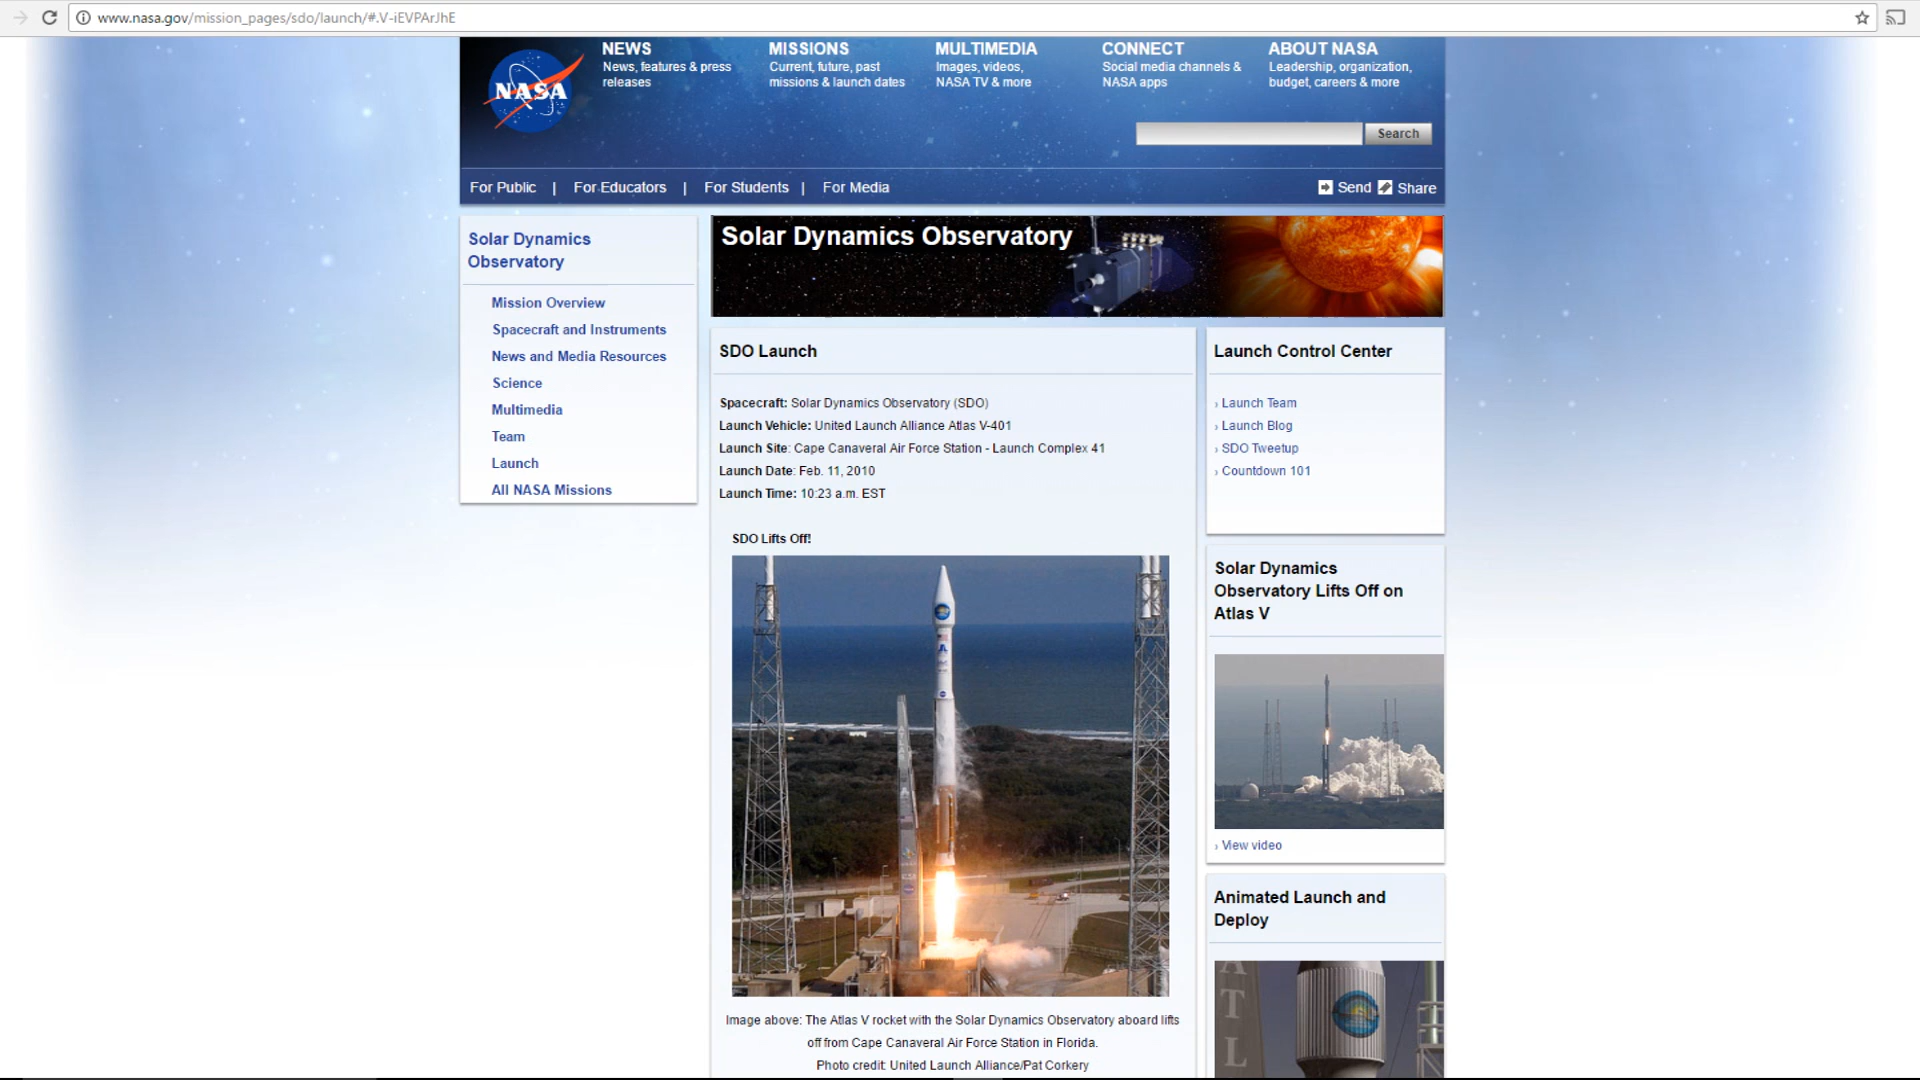 www.nasa.gov/mission_pages/sdo/launch/#.V-iEVPArJhE
NASA
NEWS
News, features & press
releases
MISSIONS
Current, future, past
missions & launch dates
MULTIMEDIA
Images, videos,
NASA TV & more
CONNECT
Social media channels &
NASA apps
ABOUT NASA
Leadership, organization,
budget, careers & more
Search
For Public | For Educators | For Students | For Media
Send Share
Solar Dynamics
Observatory
Mission Overview
Spacecraft and Instruments
News and Media Resources
Science
Multimedia
Team
Launch
All NASA Missions
Solar Dynamics Observatory
SDO Launch
Spacecraft: Solar Dynamics Observatory (SDO)
Launch Vehicle: United Launch Alliance Atlas V-401
Launch Site: Cape Canaveral Air Force Station - Launch Complex 41
Launch Date: Feb. 11, 2010
Launch Time: 10:23 a.m. EST
SDO Lifts Off!
Image above: The Atlas V rocket with the Solar Dynamics Observatory aboard lifts
off from Cape Canaveral Air Force Station in Florida.
Photo credit: United Launch Alliance/Pat Corkery
Launch Control Center
› Launch Team
› Launch Blog
› SDO Tweetup
› Countdown 101
Solar Dynamics
Observatory Lifts Off on
Atlas V
› View video
Animated Launch and
Deploy
A
T
L